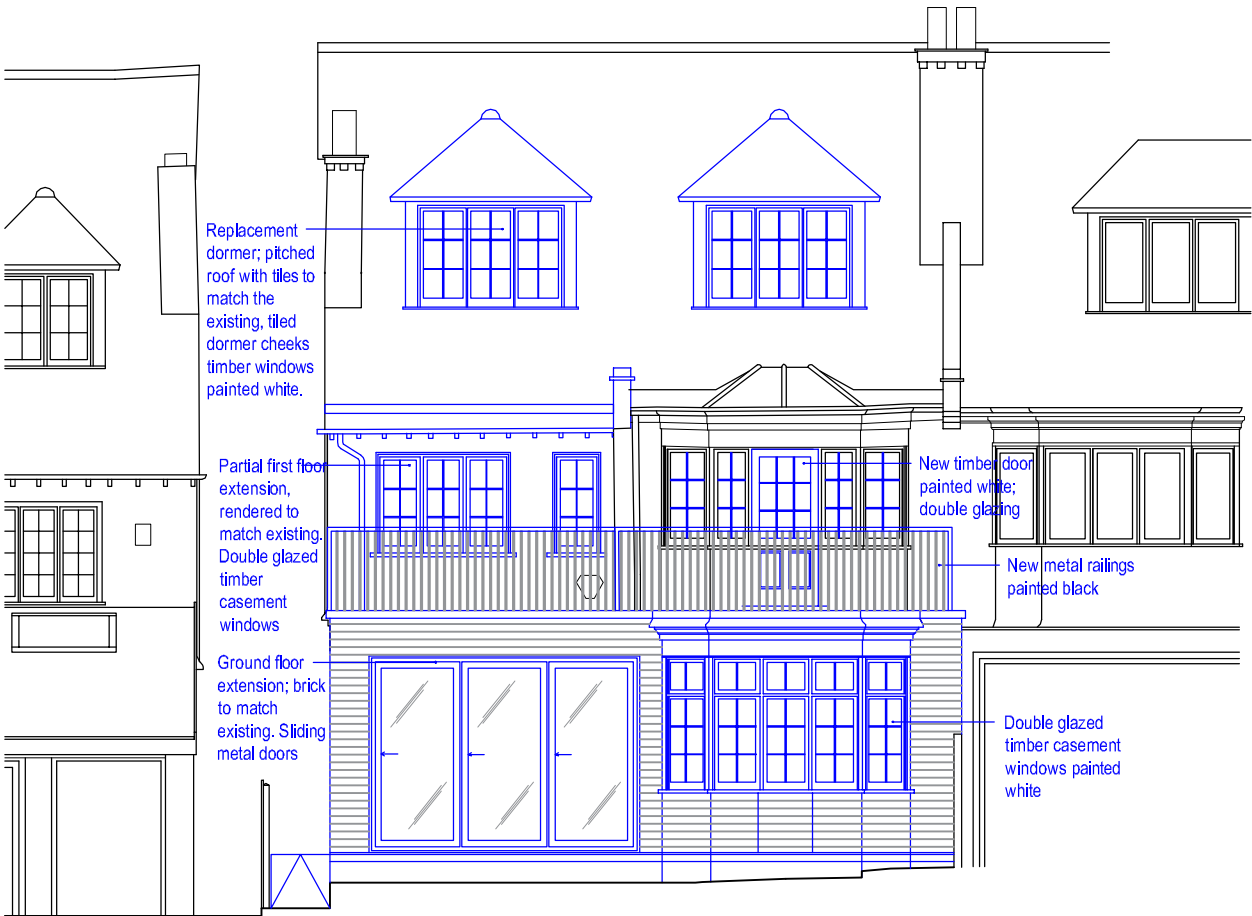 Replacement
dormer; pitched
roof with tiles to
match the
existing, tiled
dormer cheeks
timber windows
painted white.
Partial first floor
extension,
rendered to
match existing.
Double glazed
timber
casement
windows
New timber door
painted white;
double glazing
New metal railings
painted black
Ground floor
extension; brick
to match
existing. Sliding
metal doors
Double glazed
timber casement
windows painted
white